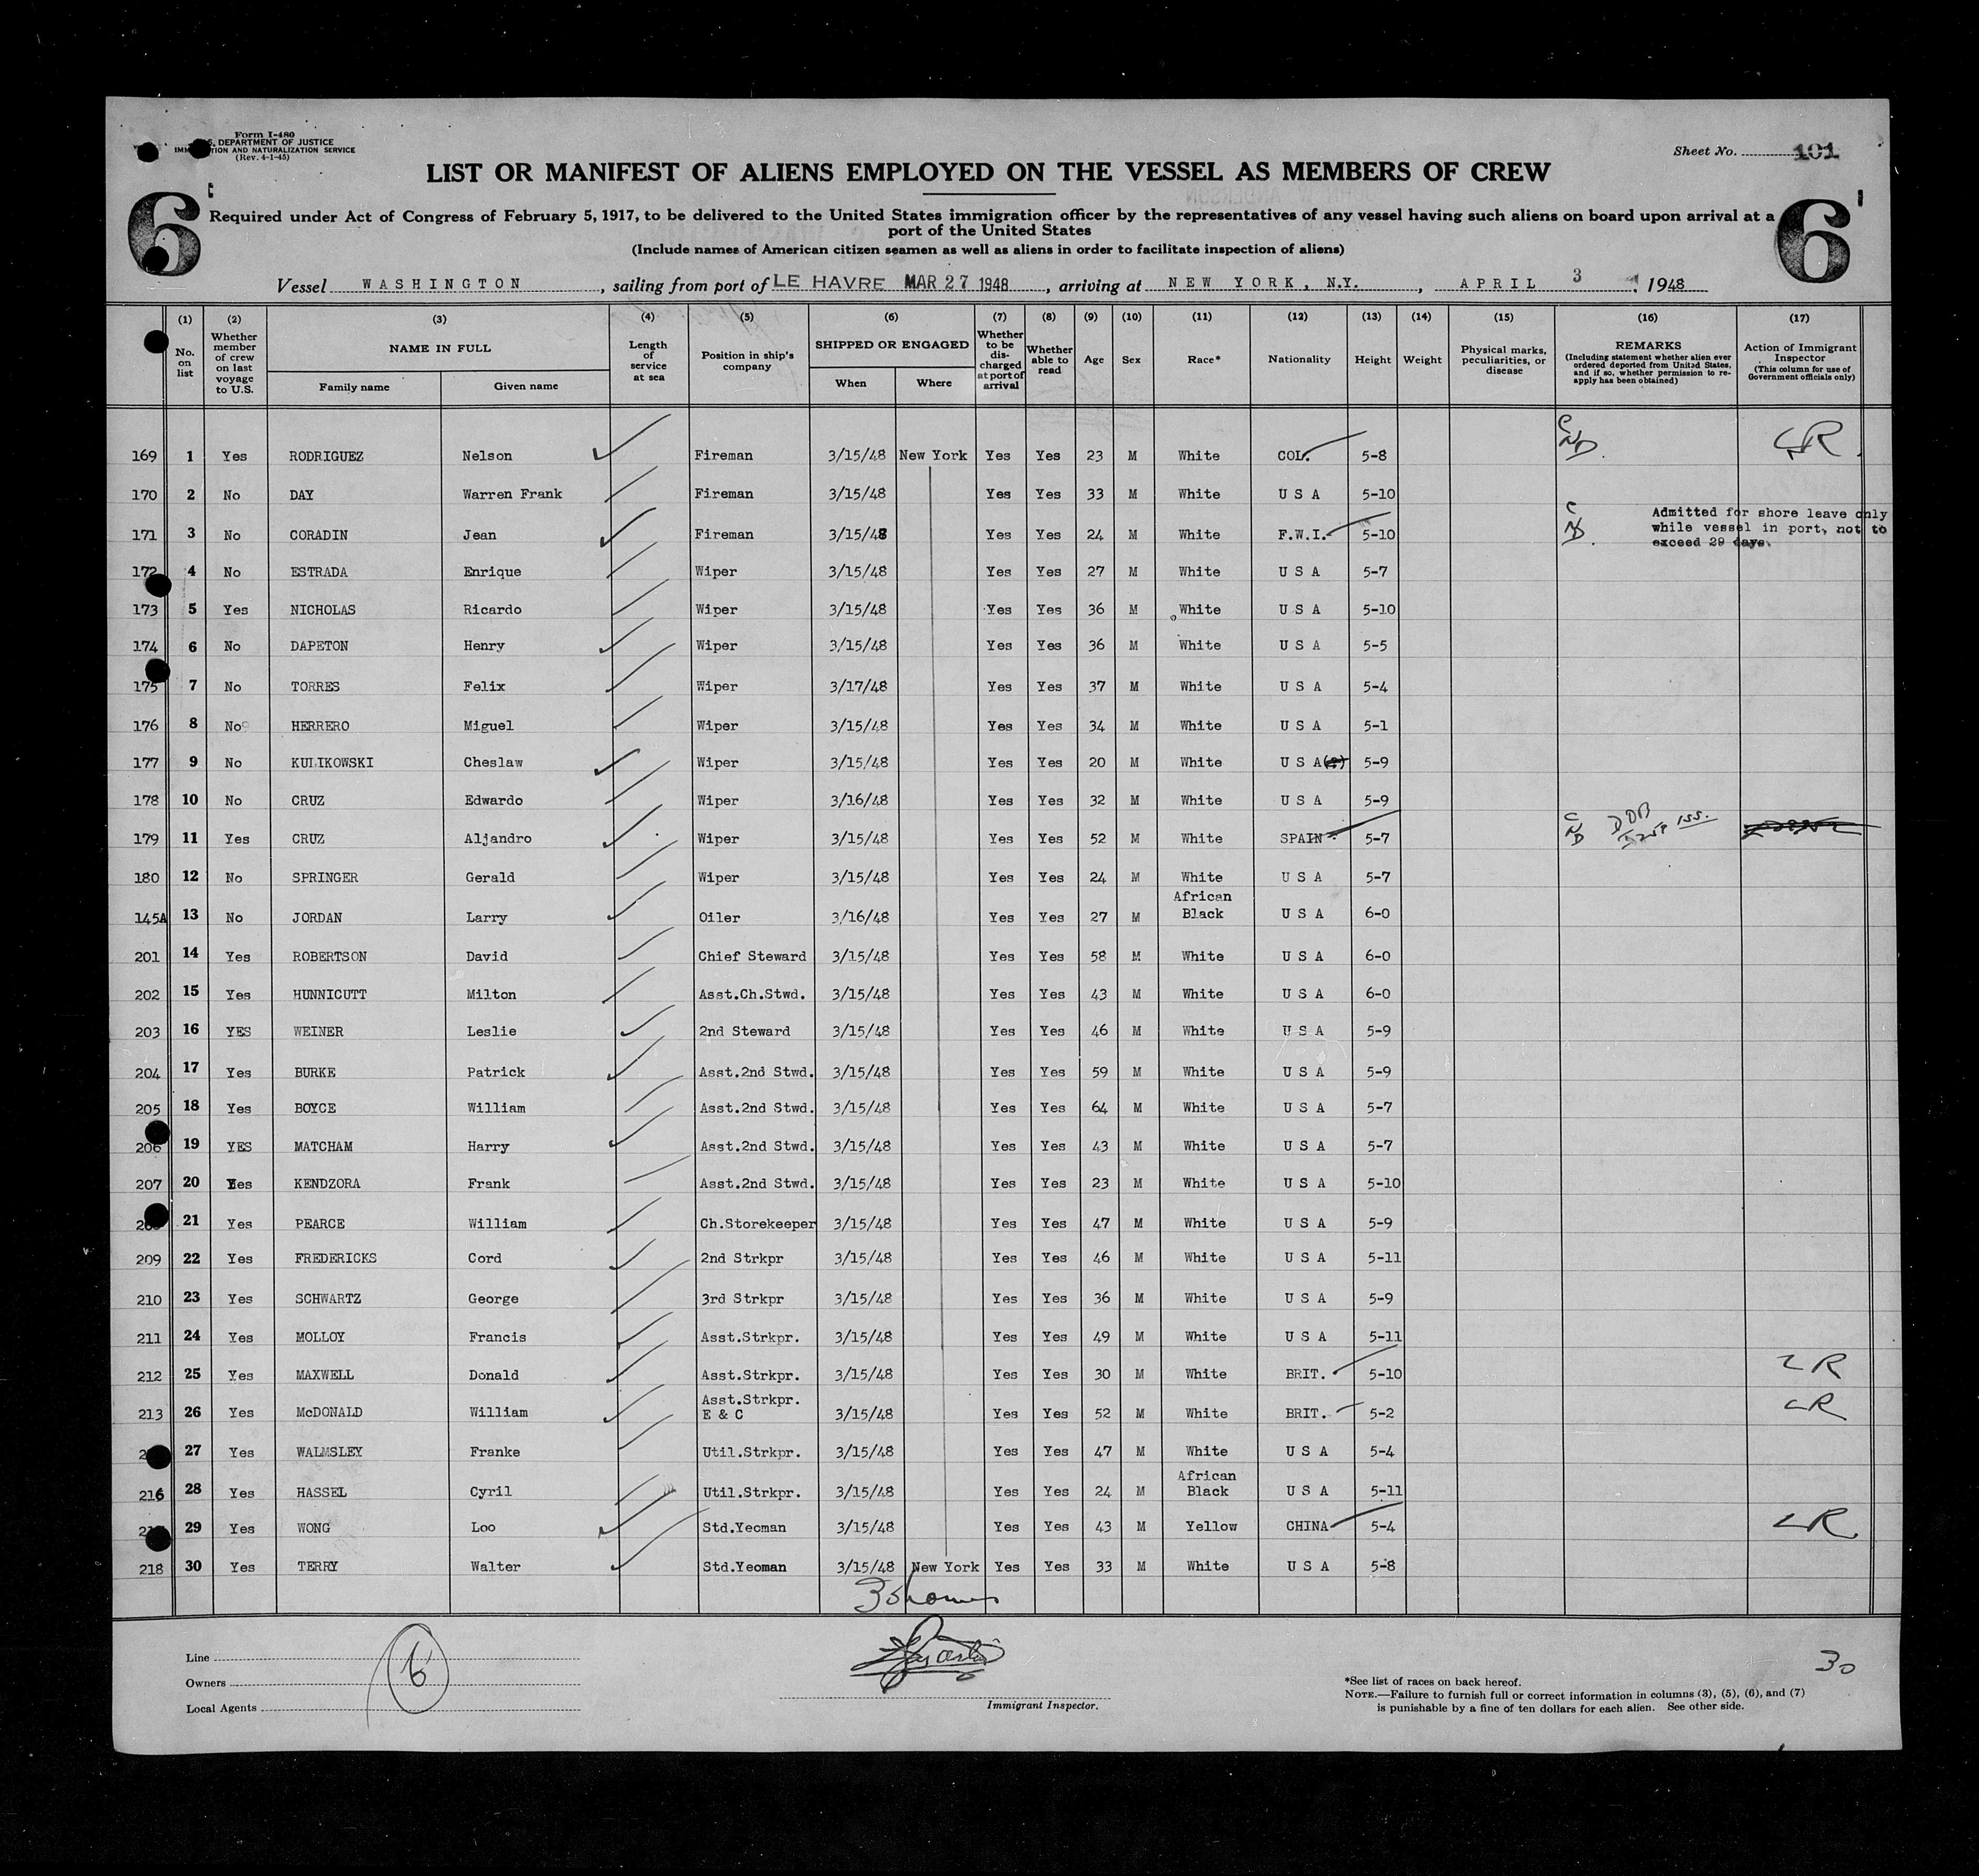 Form I-480
U.S. DEPARTMENT OF JUSTICE
IMMIGRATION AND NATURALIZATION SERVICE
(Rev. 4-1-45)
Sheet No. 101
LIST OR MANIFEST OF ALIENS EMPLOYED ON THE VESSEL AS MEMBERS OF CREW
6
6
Required under Act of Congress of February 5, 1917, to be delivered to the United States immigration officer by the representatives of any vessel having such aliens on board upon arrival at a
port of the United States
(Include names of American citizen seamen as well as aliens in order to facilitate inspection of aliens)
Vessel WASHINGTON, sailing from port of LE HAVRE MAR 27 1948, arriving at NEW YORK, N.Y., APRIL 3, 1948
(1) No. on list
(2) Whether member of crew on last voyage to U.S.
(3) NAME IN FULL Family name Given name
(4) Length of service at sea
(5) Position in ship's company
(6) SHIPPED OR ENGAGED When Where
(7) Whether to be discharged at port of arrival
(8) Whether able to read
(9) Age
(10) Sex
(11) Race*
(12) Nationality
(13) Height
(14) Weight
(15) Physical marks, peculiarities, or disease
(16) REMARKS (Including statement whether alien ever ordered deported from United States, and if so, whether permission to reapply has been obtained)
(17) Action of Immigrant Inspector (This column for use of Government officials only)
169 1 Yes RODRIGUEZ Nelson Fireman 3/15/48 New York Yes Yes 23 M White COL. 5-8
170 2 No DAY Warren Frank Fireman 3/15/48 Yes Yes 33 M White U S A 5-10
171 3 No CORADIN Jean Fireman 3/15/48 Yes Yes 24 M White F.W.I. 5-10 Admitted for shore leave only
while vessel in port, not to
exceed 29 days.
172 4 No ESTRADA Enrique Wiper 3/15/48 Yes Yes 27 M White U S A 5-7
173 5 Yes NICHOLAS Ricardo Wiper 3/15/48 Yes Yes 36 M White U S A 5-10
174 6 No DAPETON Henry Wiper 3/15/48 Yes Yes 36 M White U S A 5-5
175 7 No TORRES Felix Wiper 3/17/48 Yes Yes 37 M White U S A 5-4
176 8 No HERRERO Miguel Wiper 3/15/48 Yes Yes 34 M White U S A 5-1
177 9 No KULIKOWSKI Cheslaw Wiper 3/15/48 Yes Yes 20 M White U S A 5-9
178 10 No CRUZ Edwardo Wiper 3/16/48 Yes Yes 32 M White U S A 5-9
179 11 Yes CRUZ Aljandro Wiper 3/15/48 Yes Yes 52 M White SPAIN 5-7
180 12 No SPRINGER Gerald Wiper 3/15/48 Yes Yes 24 M White U S A 5-7
145A 13 No JORDAN Larry Oiler 3/16/48 Yes Yes 27 M African Black U S A 6-0
201 14 Yes ROBERTSON David Chief Steward 3/15/48 Yes Yes 58 M White U S A 6-0
202 15 Yes HUNNICUTT Milton Asst.Ch.Stwd. 3/15/48 Yes Yes 43 M White U S A 6-0
203 16 YES WEINER Leslie 2nd Steward 3/15/48 Yes Yes 46 M White U S A 5-9
204 17 Yes BURKE Patrick Asst.2nd Stwd. 3/15/48 Yes Yes 59 M White U S A 5-9
205 18 Yes BOYCE William Asst.2nd Stwd. 3/15/48 Yes Yes 64 M White U S A 5-7
206 19 YES MATCHAM Harry Asst.2nd Stwd. 3/15/48 Yes Yes 43 M White U S A 5-7
207 20 Yes KENDZORA Frank Asst.2nd Stwd. 3/15/48 Yes Yes 23 M White U S A 5-10
21 Yes PEARCE William Ch.Storekeeper 3/15/48 Yes Yes 47 M White U S A 5-9
209 22 Yes FREDERICKS Cord 2nd Strkpr 3/15/48 Yes Yes 46 M White U S A 5-11
210 23 Yes SCHWARTZ George 3rd Strkpr 3/15/48 Yes Yes 36 M White U S A 5-9
211 24 Yes MOLLOY Francis Asst.Strkpr. 3/15/48 Yes Yes 49 M White U S A 5-11
212 25 Yes MAXWELL Donald Asst.Strkpr. 3/15/48 Yes Yes 30 M White BRIT. 5-10 LR
213 26 Yes McDONALD William Asst.Strkpr. E & C 3/15/48 Yes Yes 52 M White BRIT. 5-2 LR
27 Yes WALMSLEY Franke Util.Strkpr. 3/15/48 Yes Yes 47 M White U S A 5-4
216 28 Yes HASSEL Cyril Util.Strkpr. 3/15/48 Yes Yes 24 M African Black U S A 5-11
29 Yes WONG Loo Std.Yeoman 3/15/48 Yes Yes 43 M Yellow CHINA 5-4 LR
218 30 Yes TERRY Walter Std.Yeoman 3/15/48 New York Yes Yes 33 M White U S A 5-8
Line
Owners
Local Agents
6
Immigrant Inspector.
30
*See list of races on back hereof.
NOTE.—Failure to furnish full or correct information in columns (3), (5), (6), and (7)
is punishable by a fine of ten dollars for each alien. See other side.